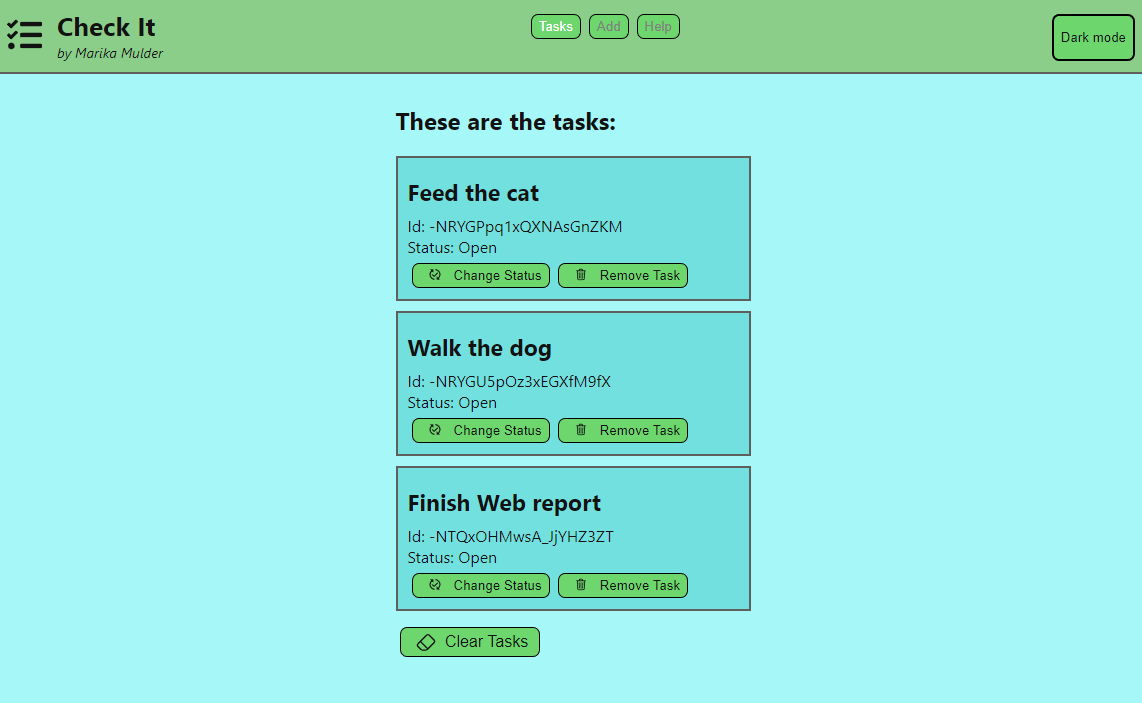 Check It
by Marika Mulder
Tasks Add Help
Dark mode
These are the tasks:
Feed the cat
Id: -NRYGPpq1xQXNAsGnZKM
Status: Open
Change Status Remove Task
Walk the dog
Id: -NRYGU5pOz3xEGXfM9fX
Status: Open
Change Status Remove Task
Finish Web report
Id: -NTQxOHMwsA_JjYHZ3ZT
Status: Open
Change Status Remove Task
Clear Tasks